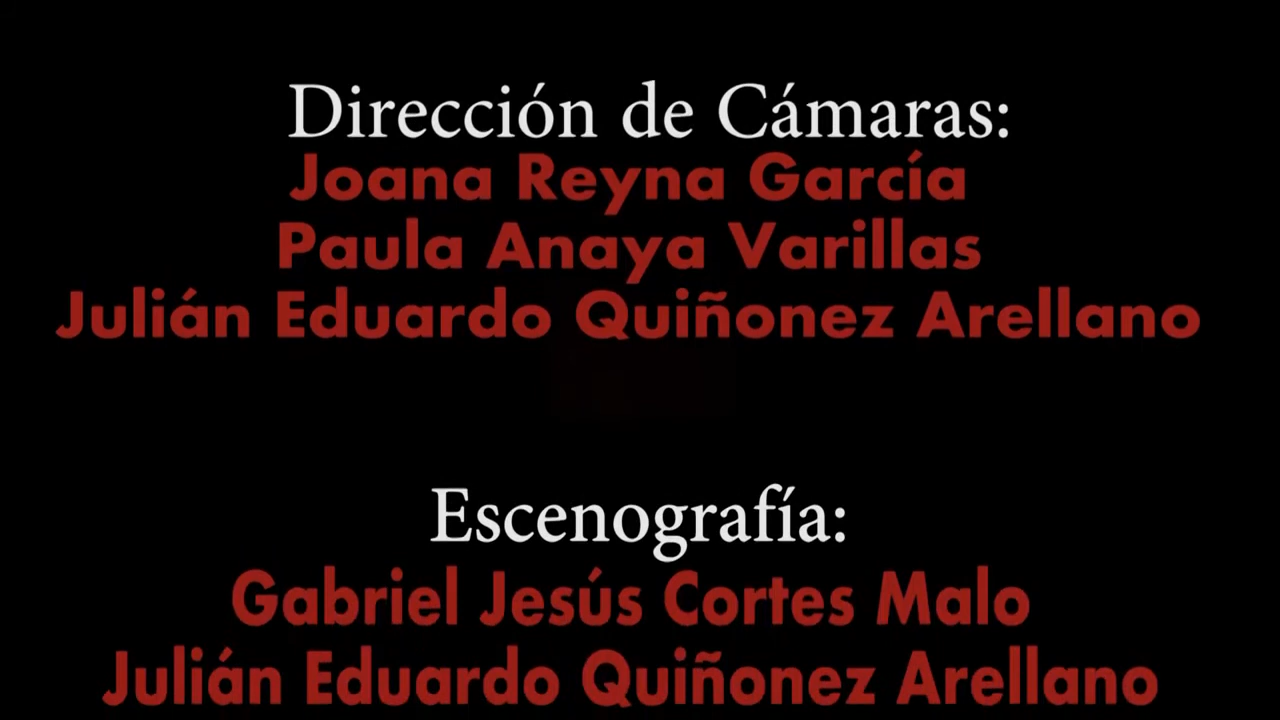 Dirección de Cámaras:
Joana Reyna García
Paula Anaya Varillas
Julián Eduardo Quiñonez Arellano
Escenografía:
Gabriel Jesús Cortes Malo
Julián Eduardo Quiñonez Arellano